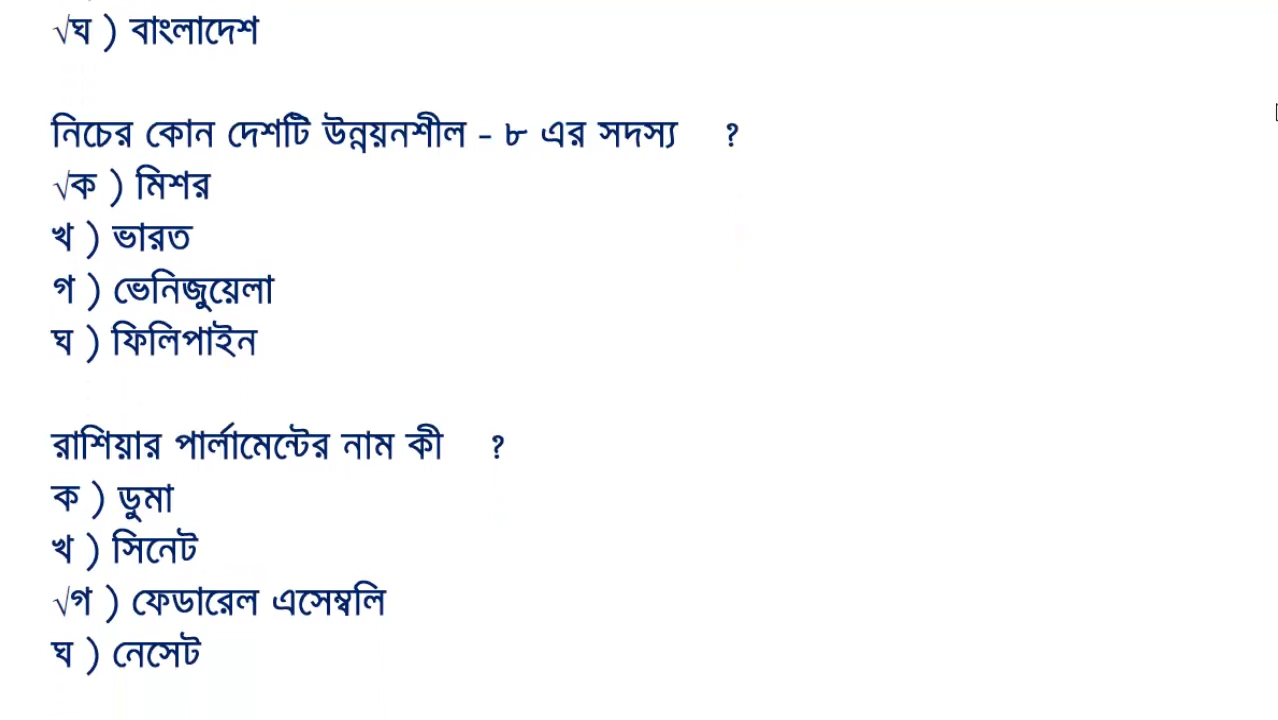 √ঘ ) বাংলাদেশ
নিচের কোন দেশটি উন্নয়নশীল - ৮ এর সদস্য ?
√ক ) মিশর
খ ) ভারত
গ ) ভেনিজুয়েলা
ঘ ) ফিলিপাইন
রাশিয়ার পার্লামেন্টের নাম কী ?
ক ) ডুমা
খ ) সিনেট
√গ ) ফেডারেল এসেম্বলি
ঘ ) নেসেট